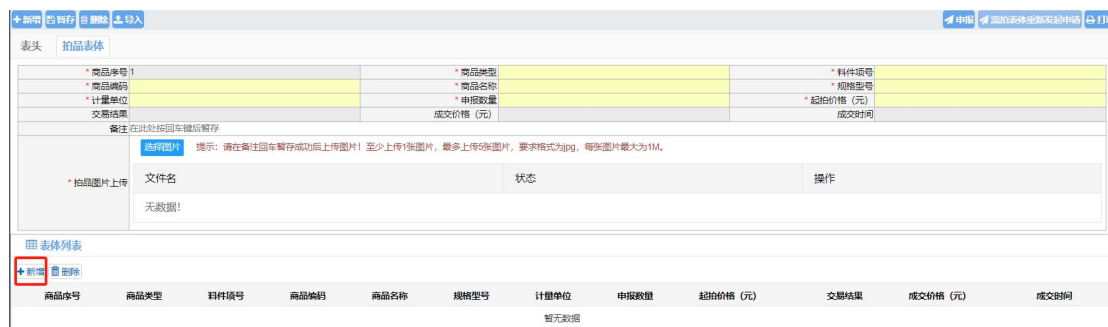 新增 暂存 删除 导入 申报 流拍表体重新发起申请 打印
表头 拍品表体
* 商品序号 1 * 商品类型 * 料件项号
* 商品编码 * 商品名称 * 规格型号
* 计量单位 * 申报数量 * 起拍价格（元）
交易结果 成交价格（元） 成交时间
备注 在此处按回车键后暂存
选择图片 提示：请在备注回车暂存成功后上传图片！至少上传1张图片，最多上传5张图片，要求格式为jpg，每张图片最大为1M。
* 拍品图片上传 文件名 状态 操作
无数据！
表体列表
新增 删除
商品序号 商品类型 料件项号 商品编码 商品名称 规格型号 计量单位 申报数量 起拍价格（元） 交易结果 成交价格（元） 成交时间
暂无数据